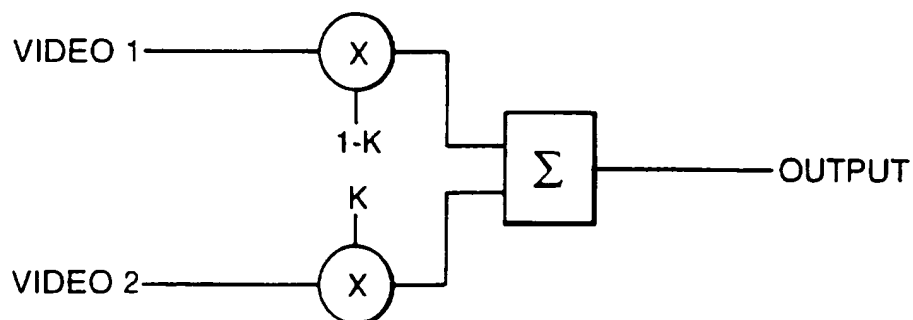 VIDEO 1
X
1-K
Σ
OUTPUT
K
VIDEO 2
X